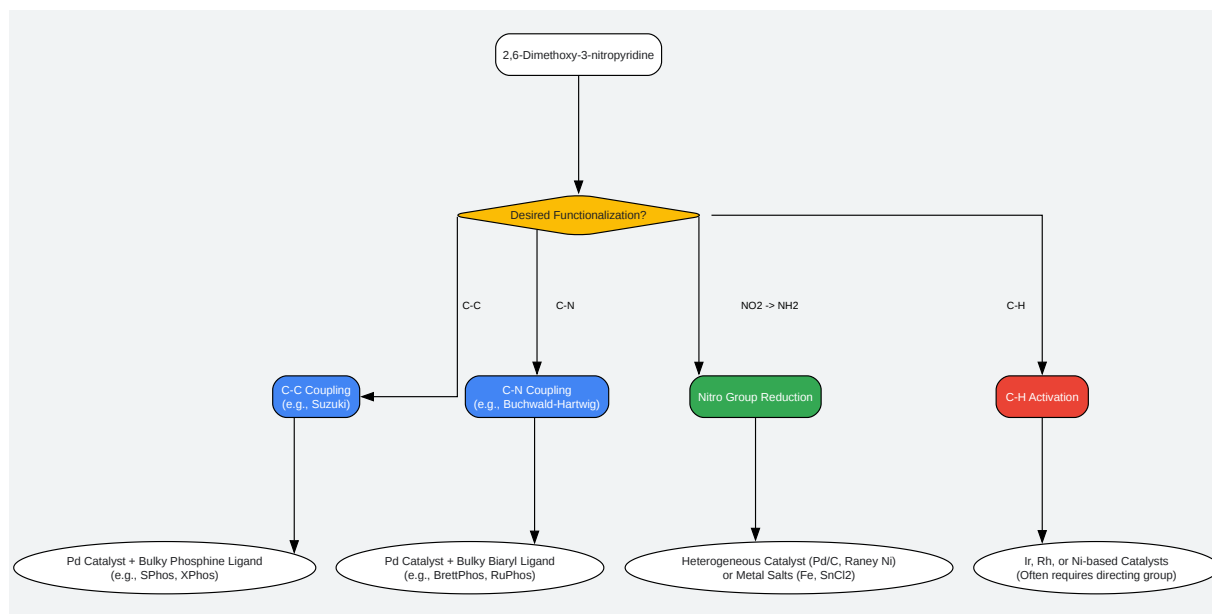 2,6-Dimethoxy-3-nitropyridine
Desired Functionalization?
C-C
C-N
NO2 -> NH2
C-H
C-C Coupling
(e.g., Suzuki)
C-N Coupling
(e.g., Buchwald-Hartwig)
Nitro Group Reduction
C-H Activation
Pd Catalyst + Bulky Phosphine Ligand
(e.g., SPhos, XPhos)
Pd Catalyst + Bulky Biaryl Ligand
(e.g., BrettPhos, RuPhos)
Heterogeneous Catalyst (Pd/C, Raney Ni)
or Metal Salts (Fe, SnCl2)
Ir, Rh, or Ni-based Catalysts
(Often requires directing group)